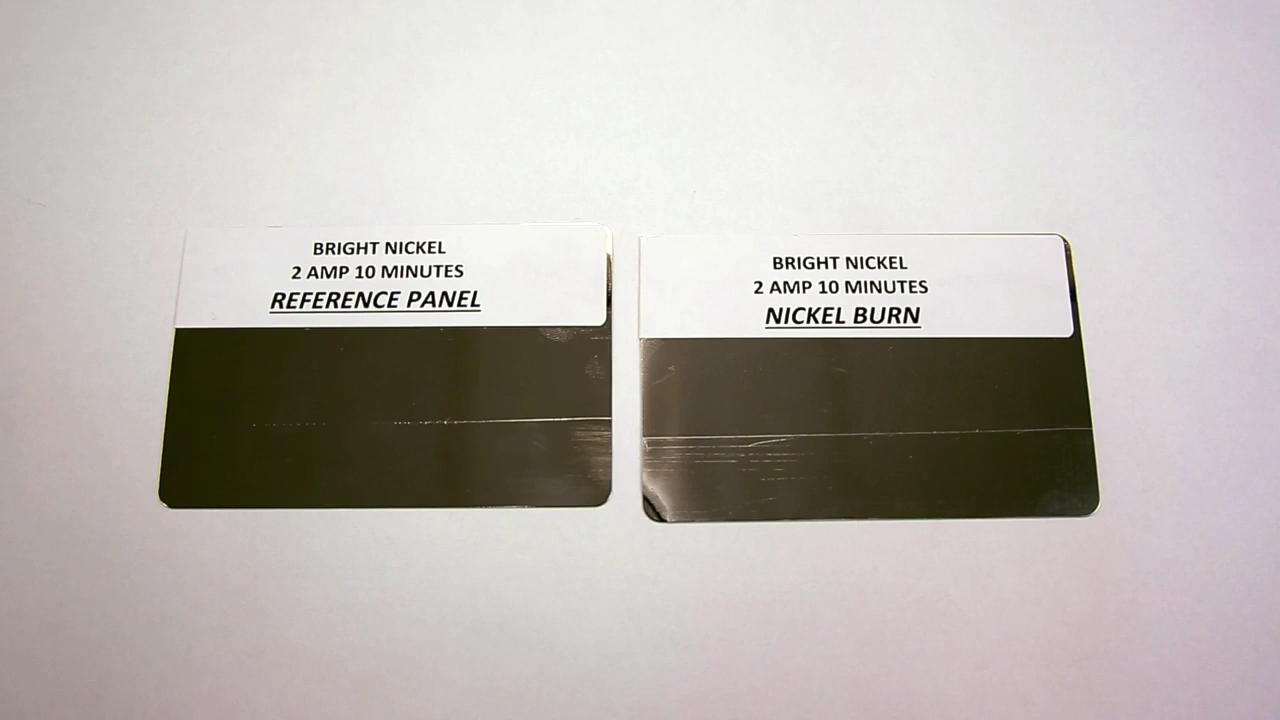 BRIGHT NICKEL
2 AMP 10 MINUTES
REFERENCE PANEL
BRIGHT NICKEL
2 AMP 10 MINUTES
NICKEL BURN